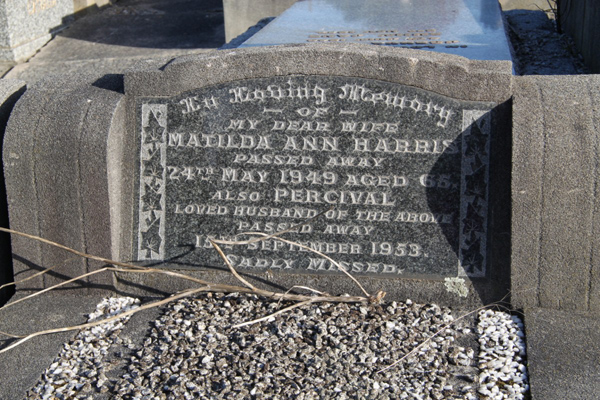 In Loving Memory
— OF —
MY DEAR WIFE
MATILDA ANN HARRIS
PASSED AWAY
24TH MAY 1949 AGED
ALSO PERCIVAL
LOVED HUSBAND OF THE ABOVE
PASSED AWAY
SEPTEMBER 1953.
SADLY MISSED.